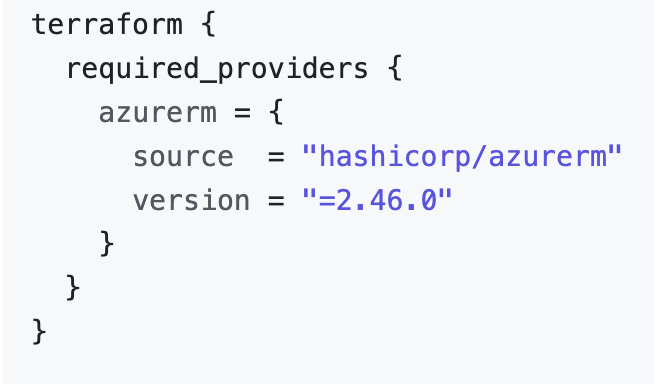 terraform {
  required_providers {
    azurerm = {
      source  = "hashicorp/azurerm"
      version = "=2.46.0"
    }
  }
}